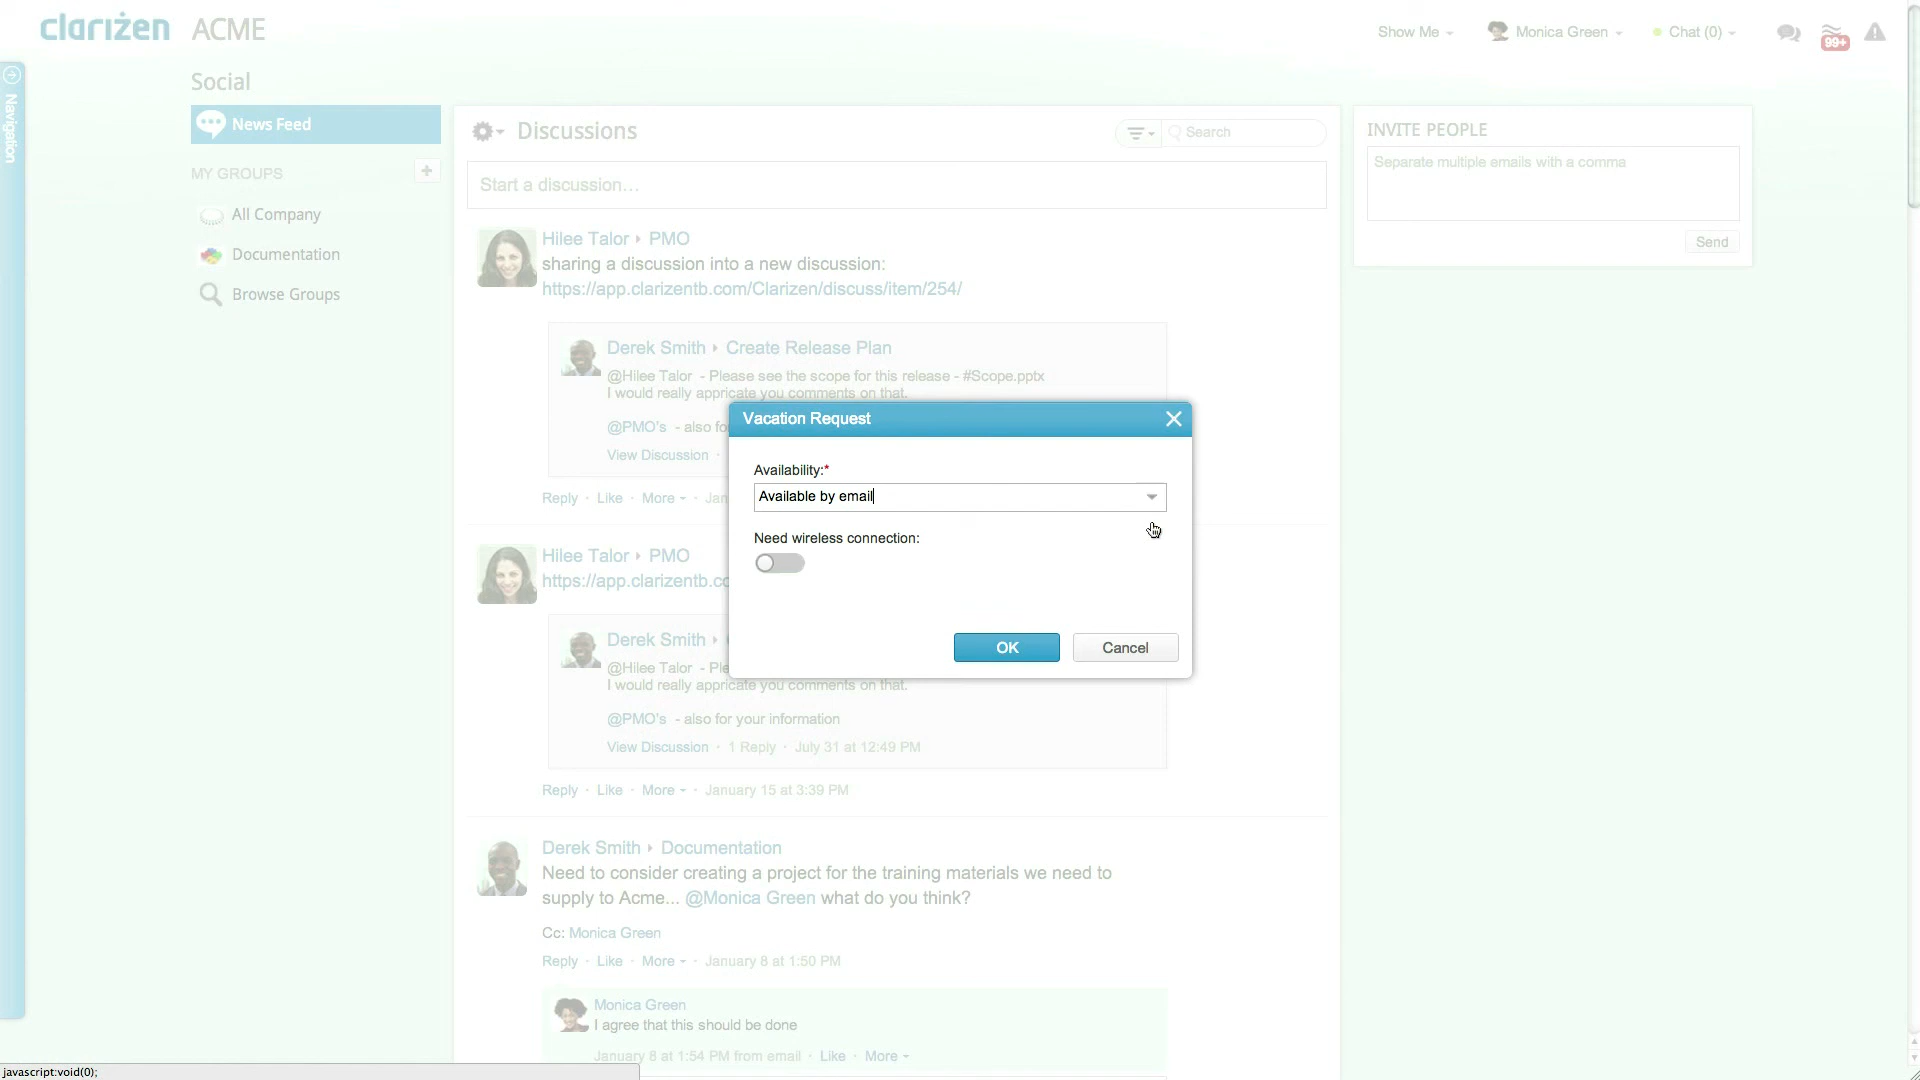 clarizen ACME
Show Me
Monica Green
Chat (0)
99+
Navigation
Social
News Feed
MY GROUPS
+
All Company
Documentation
Browse Groups
Discussions
Search
Start a discussion...
Hilee Talor PMO
sharing a discussion into a new discussion:
https://app.clarizentb.com/Clarizen/discuss/item/254/
Derek Smith Create Release Plan
@Hilee Talor - Please see the scope for this release - #Scope.pptx
I would really appricate you comments on that.
@PMO's - also
View Discussion ·
Reply · Like · More ·
Vacation Request
Availability:*
Available by email
Need wireless connection:
OK
Cancel
Hilee Talor PMO
https://app.clarizentb.co
Derek Smith
@Hilee Talor -
I would really appricate you comments on that.
@PMO's - also for your information
View Discussion · 1 Reply · July 31 at 12:49 PM
Reply · Like · More · January 15 at 3:39 PM
Derek Smith Documentation
Need to consider creating a project for the training materials we need to
supply to Acme... @Monica Green what do you think?
Cc: Monica Green
Reply · Like · More · January 8 at 1:50 PM
Monica Green
I agree that this should be done
January 8 at 1:54 PM from email · Like · More
INVITE PEOPLE
Separate multiple emails with a comma
Send
javascript:void(0);